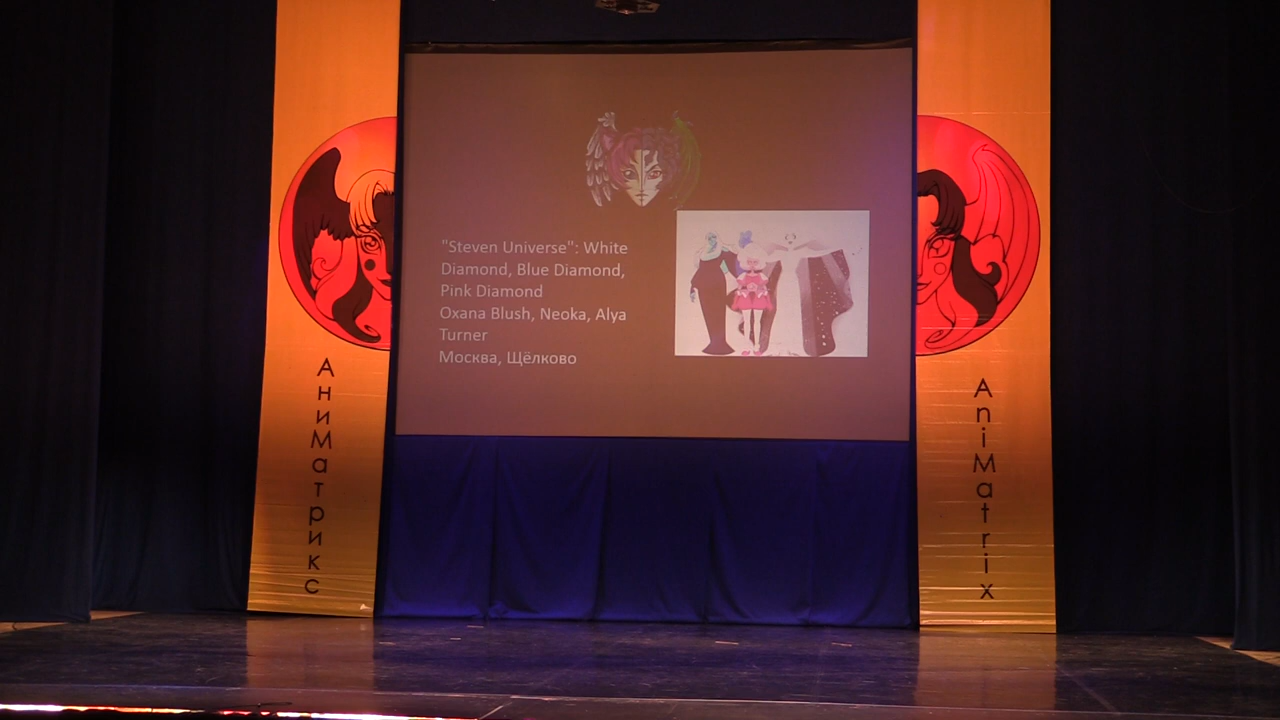 "Steven Universe": White
Diamond, Blue Diamond,
Pink Diamond
Oxana Blush, Neoka, Alya
Turner
Москва, Щёлково
АниМатрикс
AniMatrix